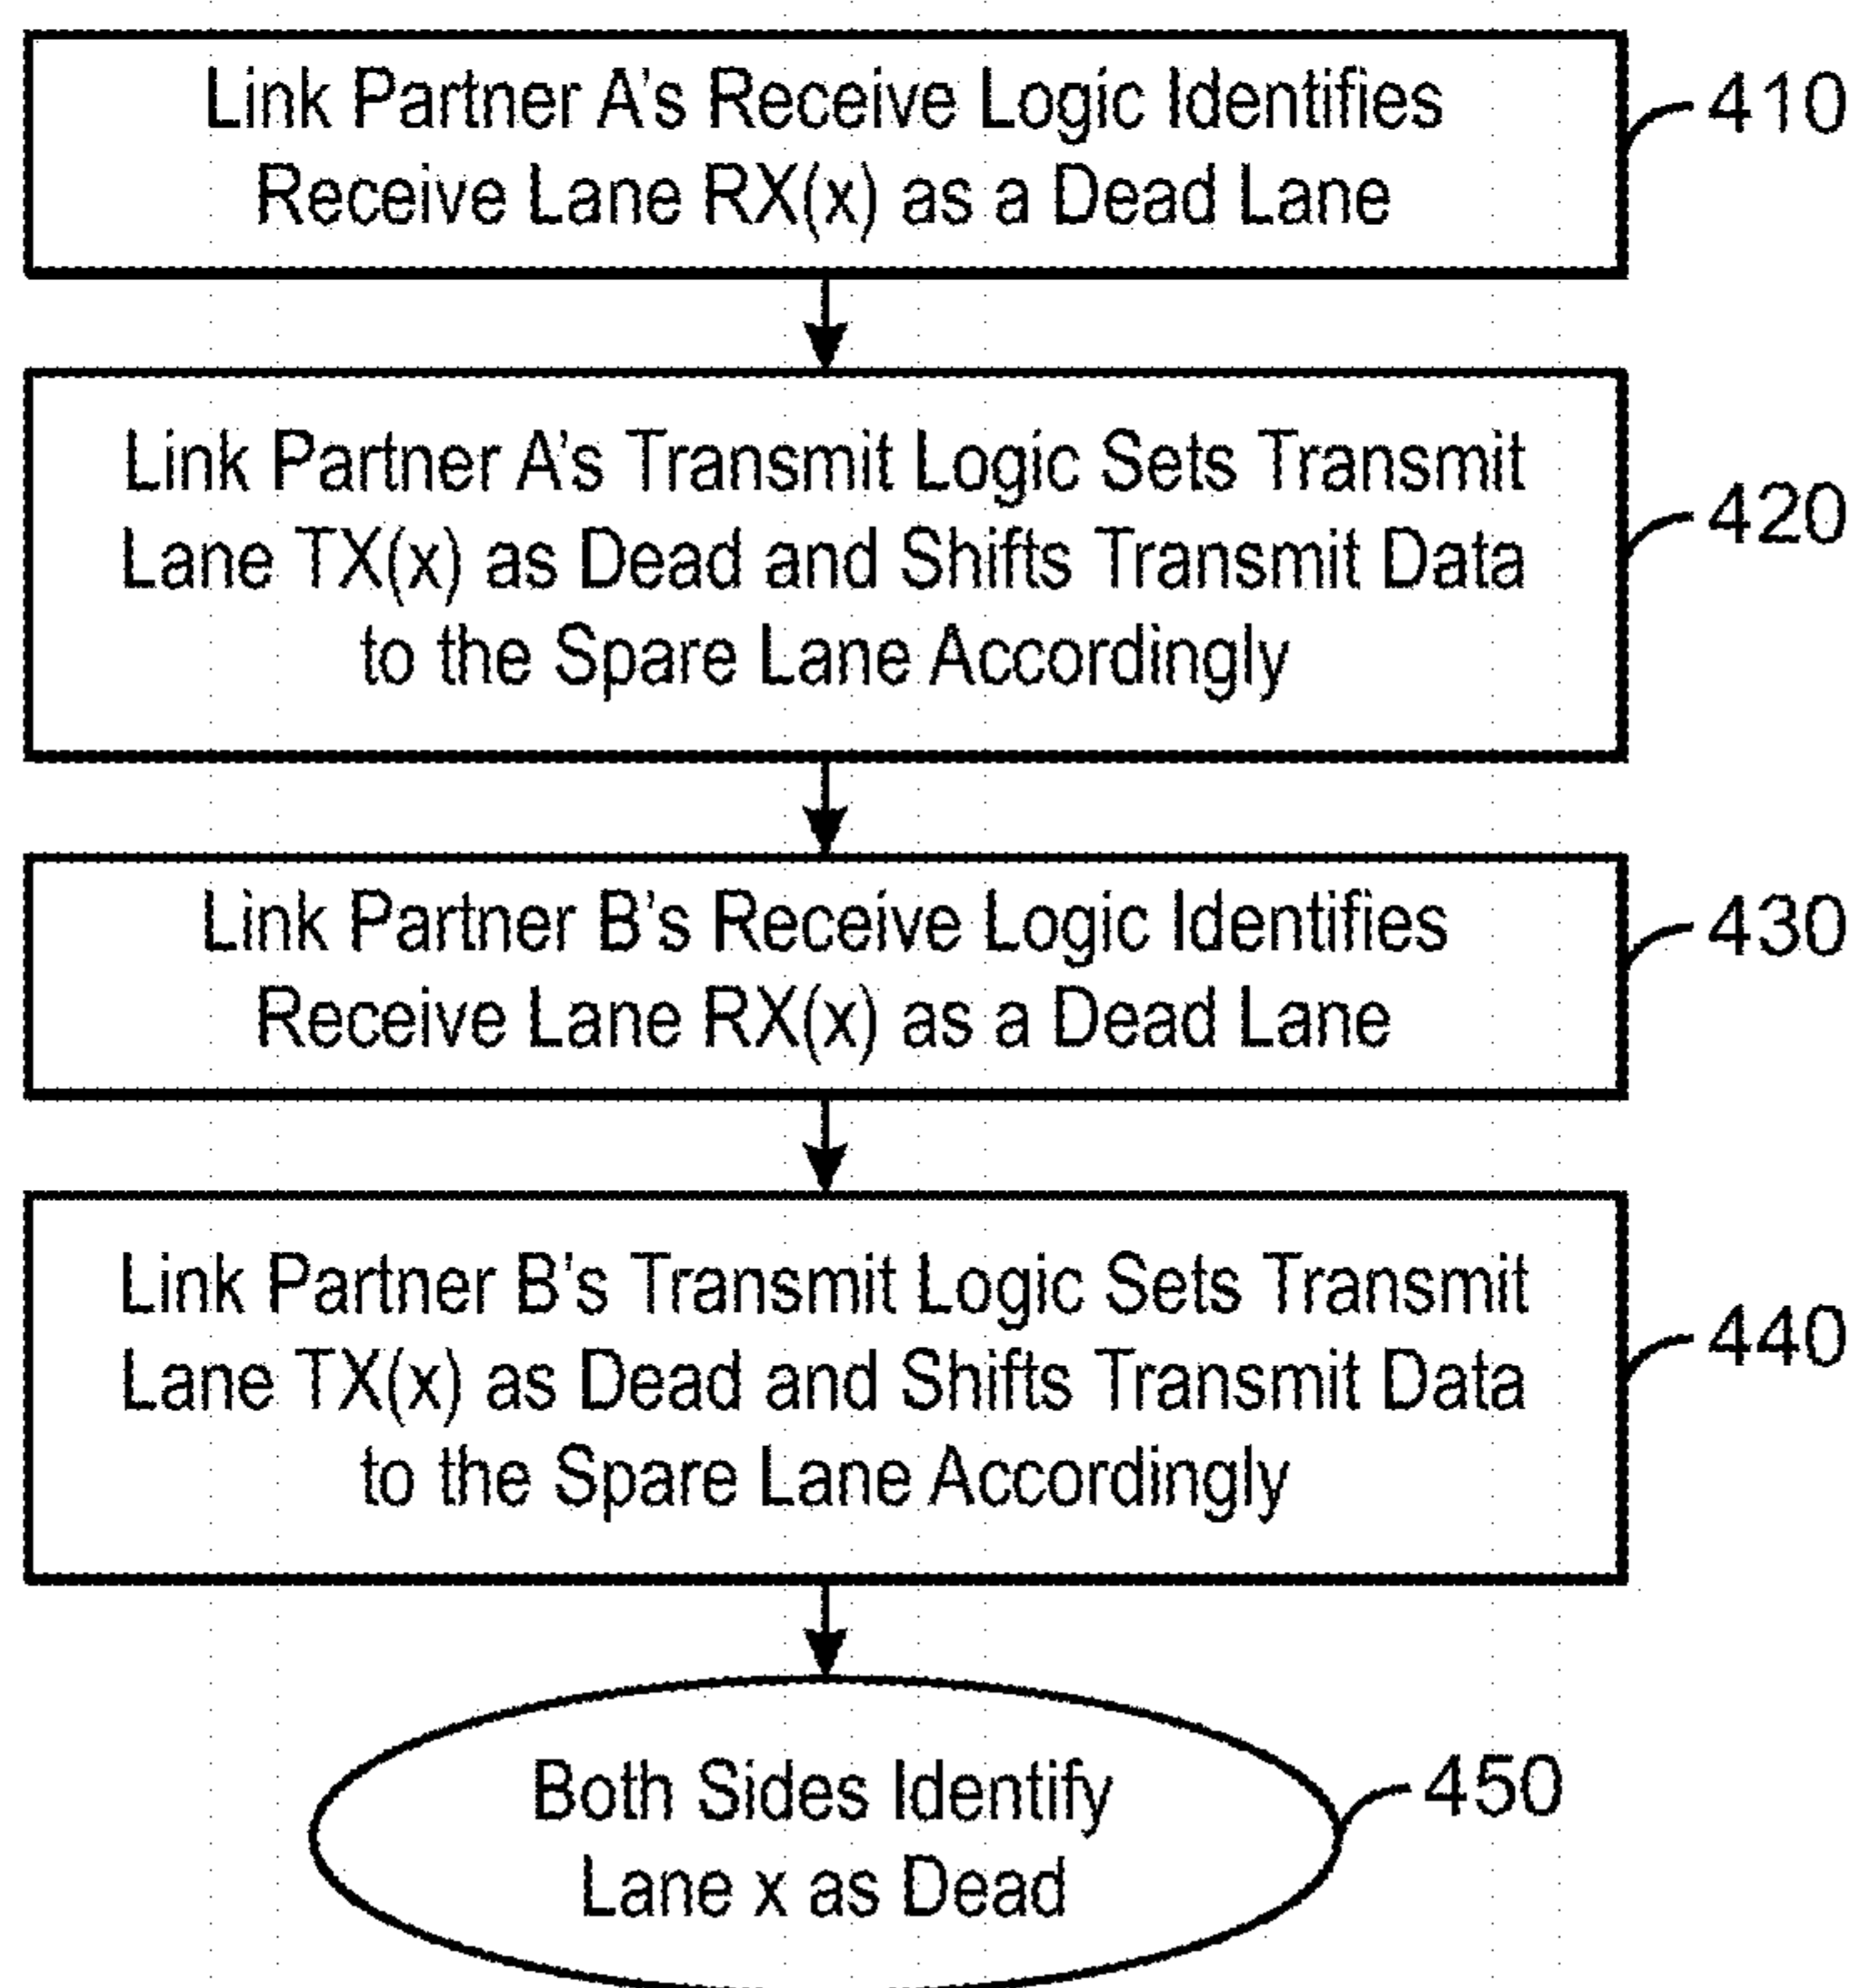 Link Partner A's Receive Logic Identifies
Receive Lane RX(x) as a Dead Lane
410
Link Partner A's Transmit Logic Sets Transmit
Lane TX(x) as Dead and Shifts Transmit Data
to the Spare Lane Accordingly
420
Link Partner B's Receive Logic Identifies
Receive Lane RX(x) as a Dead Lane
430
Link Partner B's Transmit Logic Sets Transmit
Lane TX(x) as Dead and Shifts Transmit Data
to the Spare Lane Accordingly
440
Both Sides Identify
Lane x as Dead
450